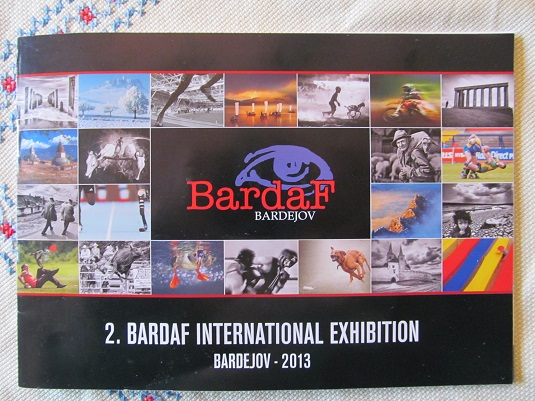 BardaF
BARDEJOV
2. BARDAF INTERNATIONAL EXHIBITION
BARDEJOV - 2013